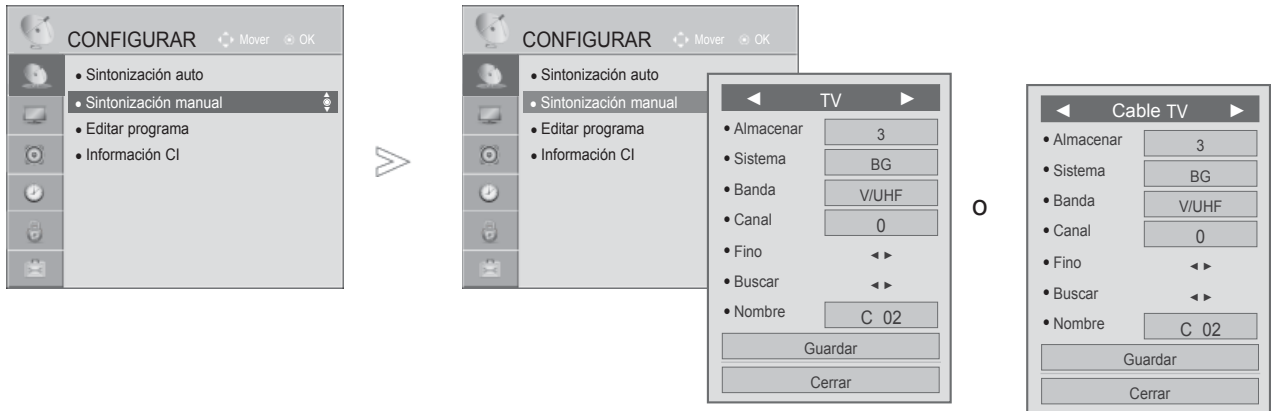 CONFIGURAR Mover OK
• Sintonización auto
• Sintonización manual
• Editar programa
• Información CI
CONFIGURAR Mover OK
• Sintonización auto
• Sintonización manual
• Editar programa
• Información CI
◄ TV ►
• Almacenar 3
• Sistema BG
• Banda V/UHF
• Canal 0
• Fino ◄ ►
• Buscar ◄ ►
• Nombre C 02
Guardar
Cerrar
o
◄ Cable TV ►
• Almacenar 3
• Sistema BG
• Banda V/UHF
• Canal 0
• Fino ◄ ►
• Buscar ◄ ►
• Nombre C 02
Guardar
Cerrar